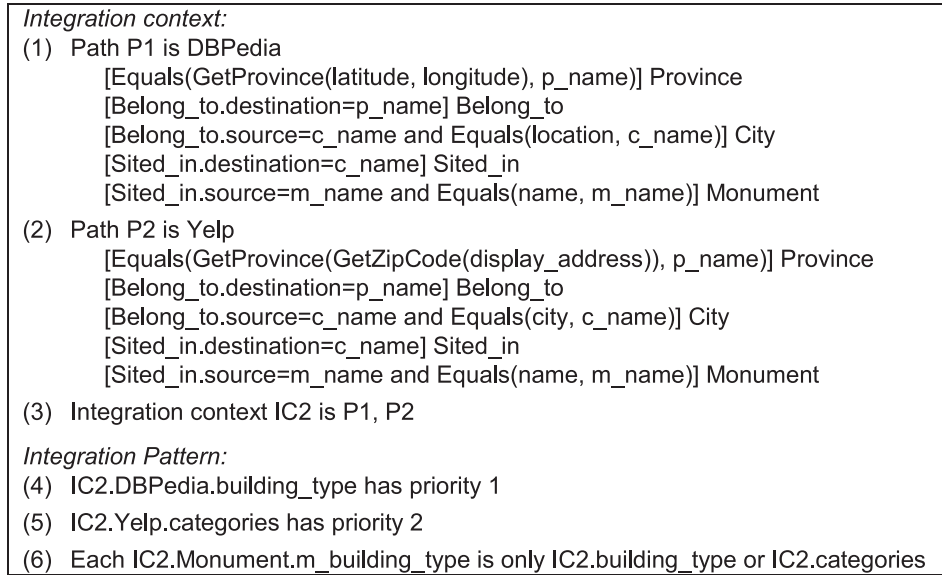 Integration context:
(1) Path P1 is DBPedia
[Equals(GetProvince(latitude, longitude), p_name)] Province
[Belong_to.destination=p_name] Belong_to
[Belong_to.source=c_name and Equals(location, c_name)] City
[Sited_in.destination=c_name] Sited_in
[Sited_in.source=m_name and Equals(name, m_name)] Monument
(2) Path P2 is Yelp
[Equals(GetProvince(GetZipCode(display_address)), p_name)] Province
[Belong_to.destination=p_name] Belong_to
[Belong_to.source=c_name and Equals(city, c_name)] City
[Sited_in.destination=c_name] Sited_in
[Sited_in.source=m_name and Equals(name, m_name)] Monument
(3) Integration context IC2 is P1, P2
Integration Pattern:
(4) IC2.DBPedia.building_type has priority 1
(5) IC2.Yelp.categories has priority 2
(6) Each IC2.Monument.m_building_type is only IC2.building_type or IC2.categories